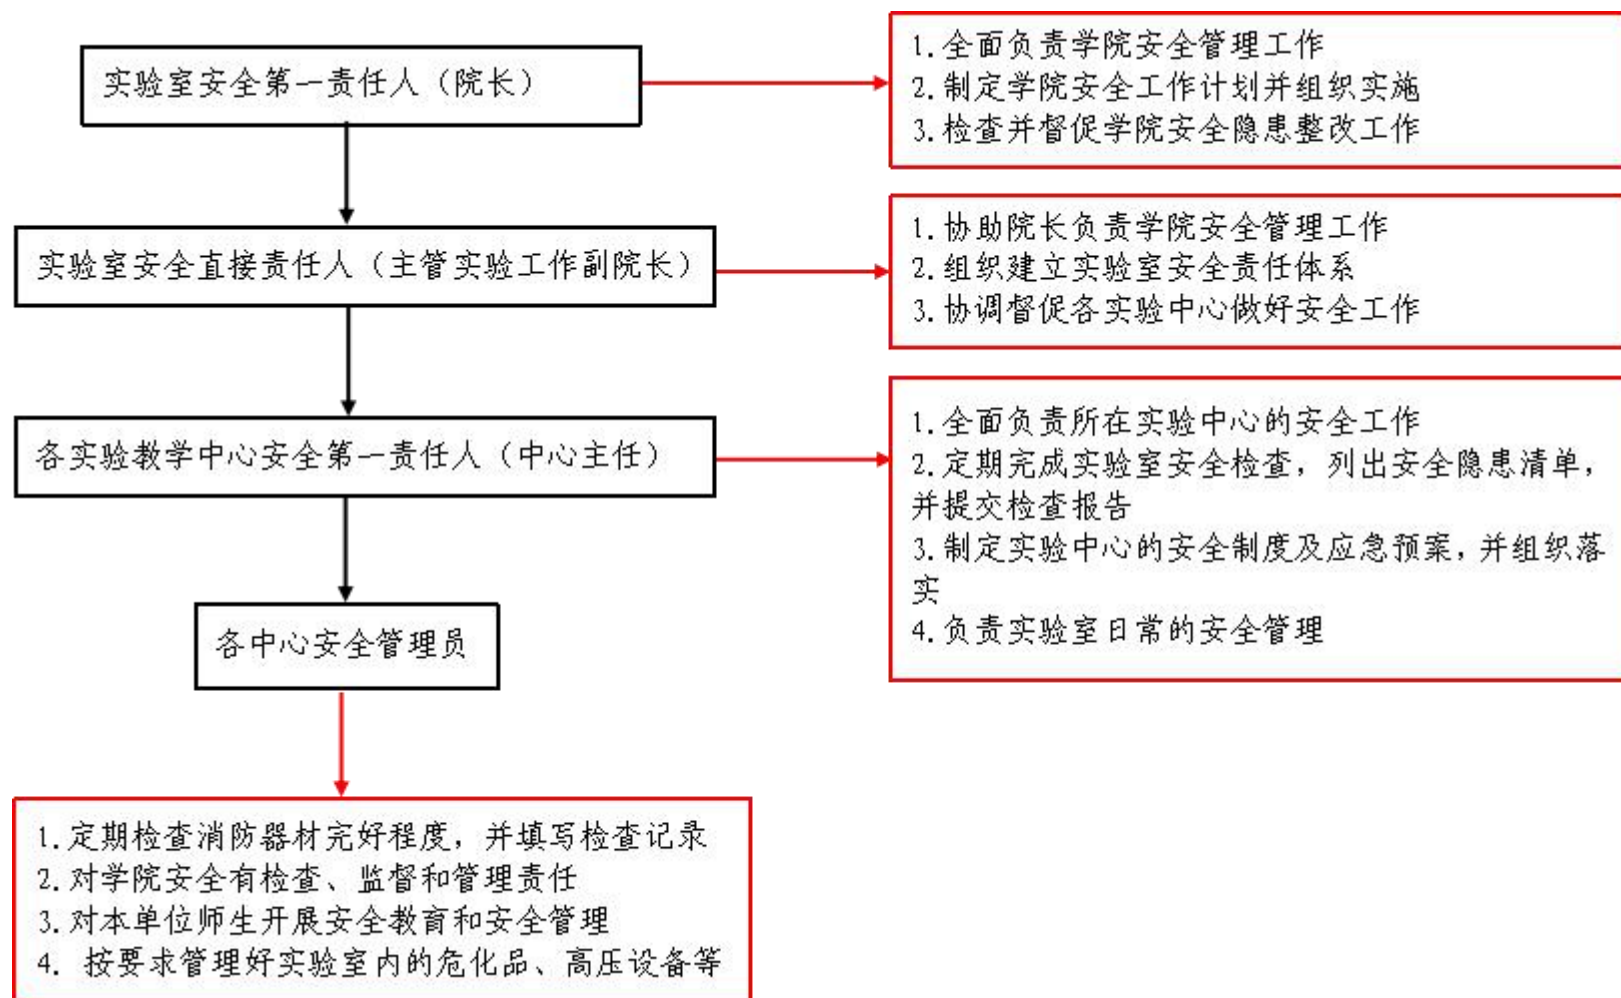 实验室安全第一责任人（院长）
1.全面负责学院安全管理工作
2.制定学院安全工作计划并组织实施
3.检查并督促学院安全隐患整改工作
实验室安全直接责任人（主管实验工作副院长）
1.协助院长负责学院安全管理工作
2.组织建立实验室安全责任体系
3.协调督促各实验中心做好安全工作
各实验教学中心安全第一责任人（中心主任）
1.全面负责所在实验中心的安全工作
2.定期完成实验室安全检查，列出安全隐患清单，
并提交检查报告
3.制定实验中心的安全制度及应急预案，并组织落
实
4.负责实验室日常的安全管理
各中心安全管理员
1.定期检查消防器材完好程度，并填写检查记录
2.对学院安全有检查、监督和管理责任
3.对本单位师生开展安全教育和安全管理
4. 按要求管理好实验室内的危化品、高压设备等